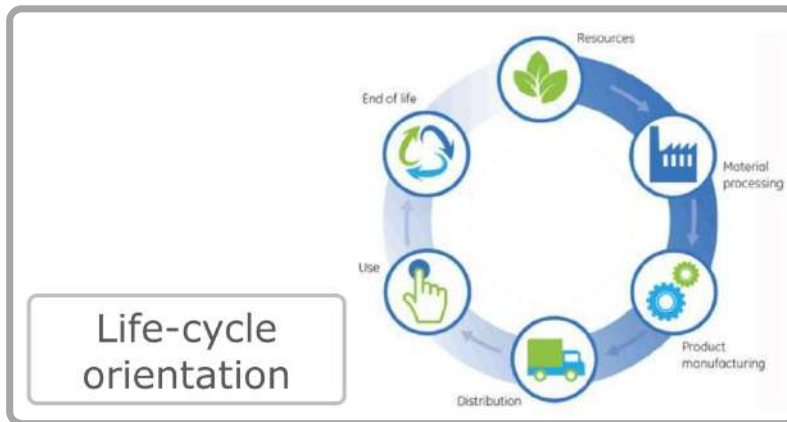 Resources
End of life
Material
processing
Use
Product
manufacturing
Distribution
Life-cycle
orientation